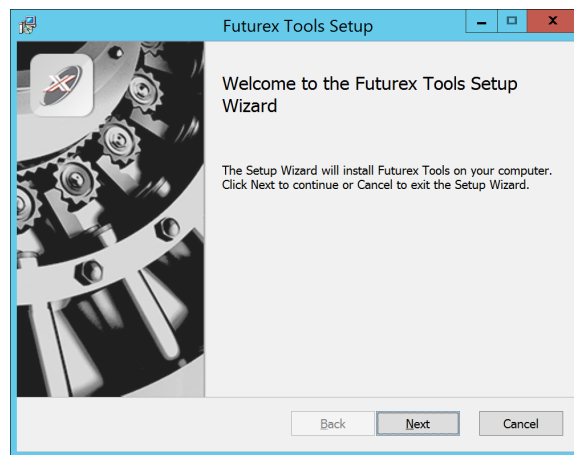 Futurex Tools Setup
Welcome to the Futurex Tools Setup
Wizard
The Setup Wizard will install Futurex Tools on your computer.
Click Next to continue or Cancel to exit the Setup Wizard.
Back Next Cancel